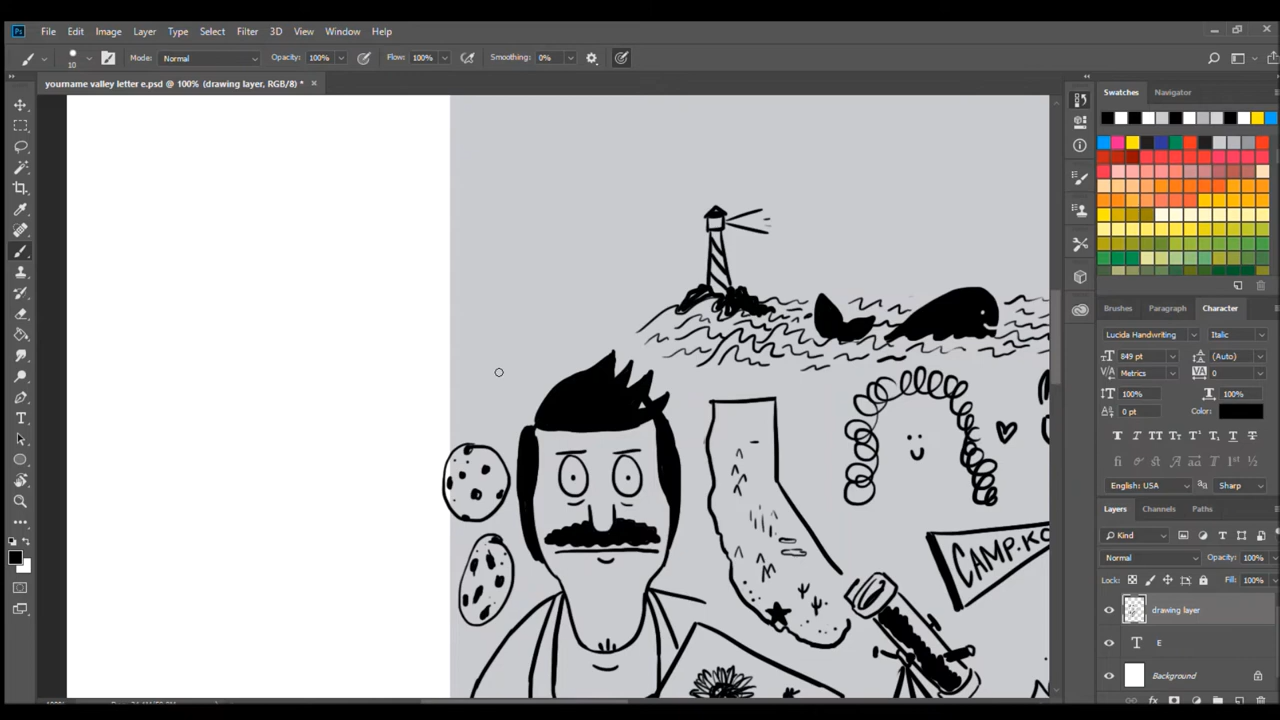 Ps File Edit Image Layer Type Select Filter 3D View Window Help
10 Mode: Normal Opacity: 100% Flow: 100% Smoothing: 0%
yourname valley letter e.psd @ 100% (drawing layer, RGB/8) * ×
Swatches Navigator
Brushes Paragraph Character
Lucida Handwriting Italic
849 pt (Auto)
Metrics 0
100% 100%
0 pt Color:
English: USA Sharp
Layers Channels Paths
Kind
Normal Opacity: 100%
Lock: Fill: 100%
drawing layer
E
Background
CAMP.KO